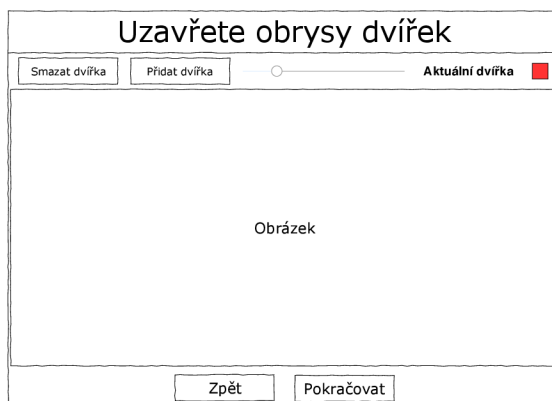 Uzavřete obrysy dvířek
Smazat dvířka Přidat dvířka Aktuální dvířka
Obrázek
Zpět Pokračovat